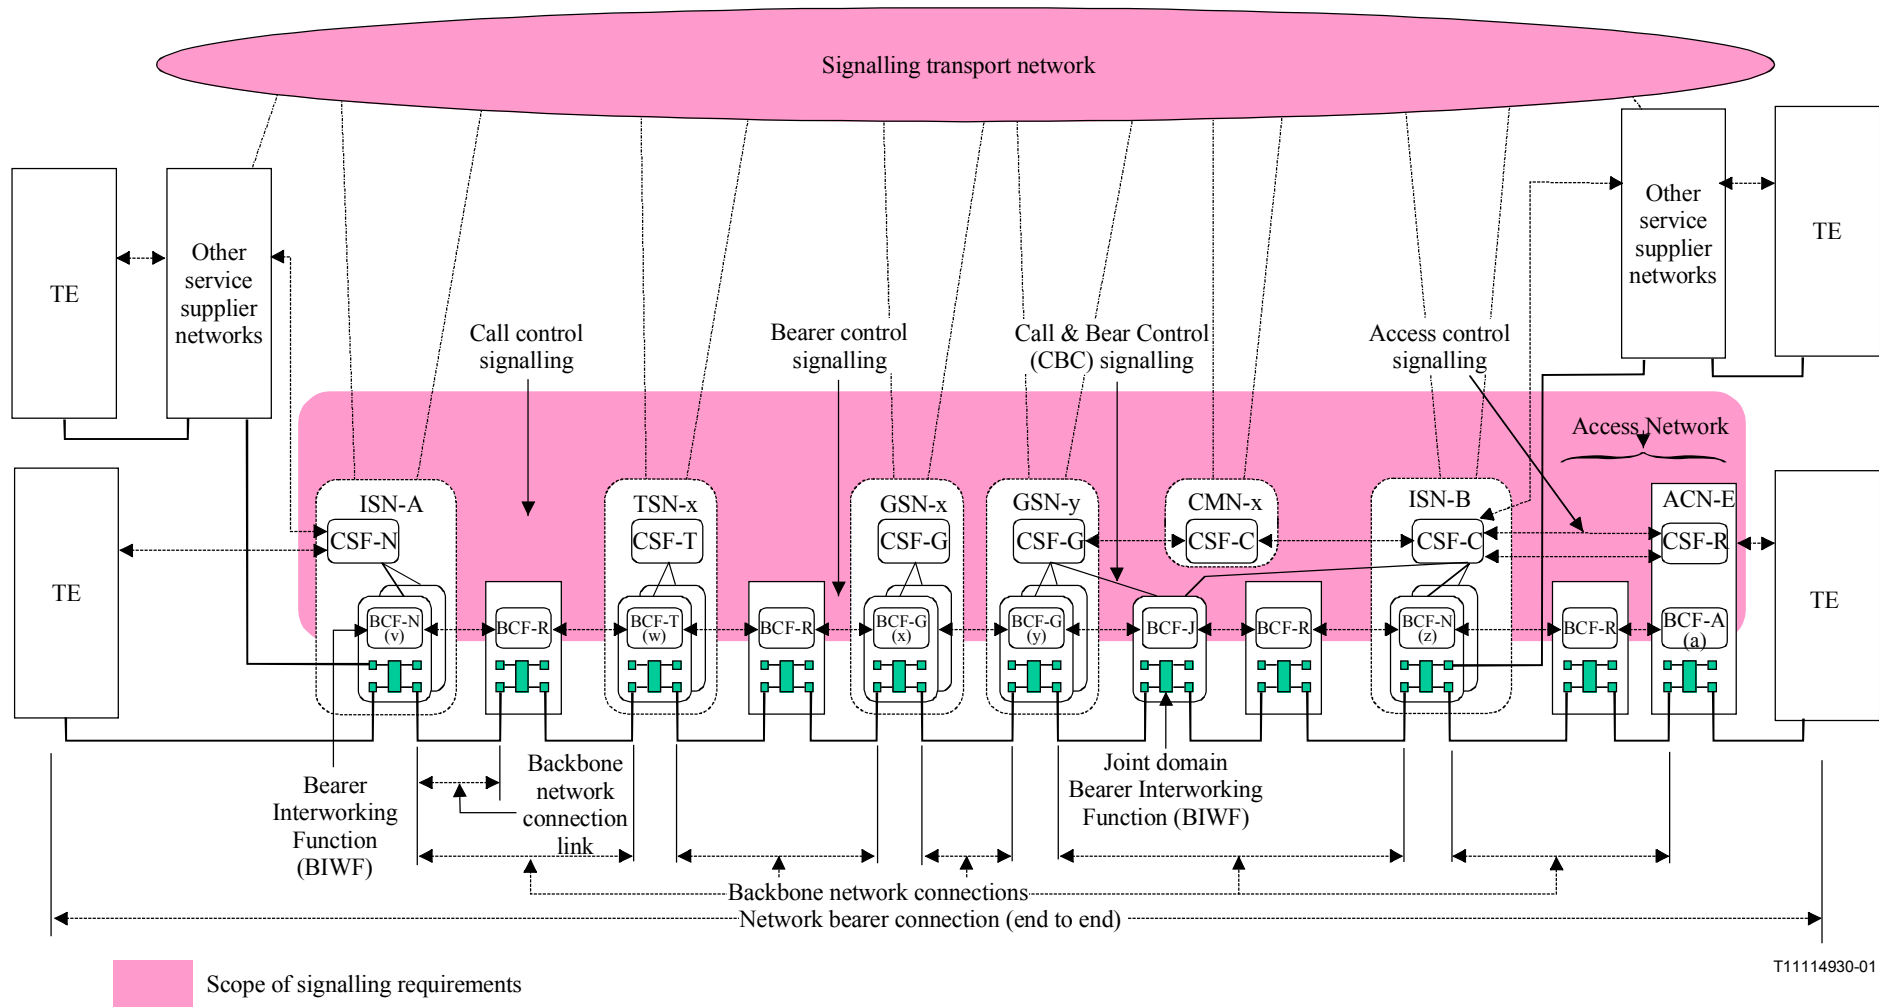 Signalling transport network
TE
Other
service
supplier
networks
Other
service
supplier
networks
TE
Call control
signalling
Bearer control
signalling
Call & Bear Control
(CBC) signalling
Access control
signalling
Access Network
TE
ISN-A
CSF-N
BCF-N
(v)
BCF-R
TSN-x
CSF-T
BCF-T
(w)
BCF-R
GSN-x
CSF-G
BCF-G
(x)
GSN-y
CSF-G
BCF-G
(y)
BCF-J
CMN-x
CSF-C
BCF-R
ISN-B
CSF-C
BCF-N
(z)
BCF-R
ACN-E
CSF-R
BCF-A
(a)
TE
Bearer
Interworking
Function
(BIWF)
Backbone
network
connection
link
Joint domain
Bearer Interworking
Function (BIWF)
Backbone network connections
Network bearer connection (end to end)
T11114930-01
Scope of signalling requirements